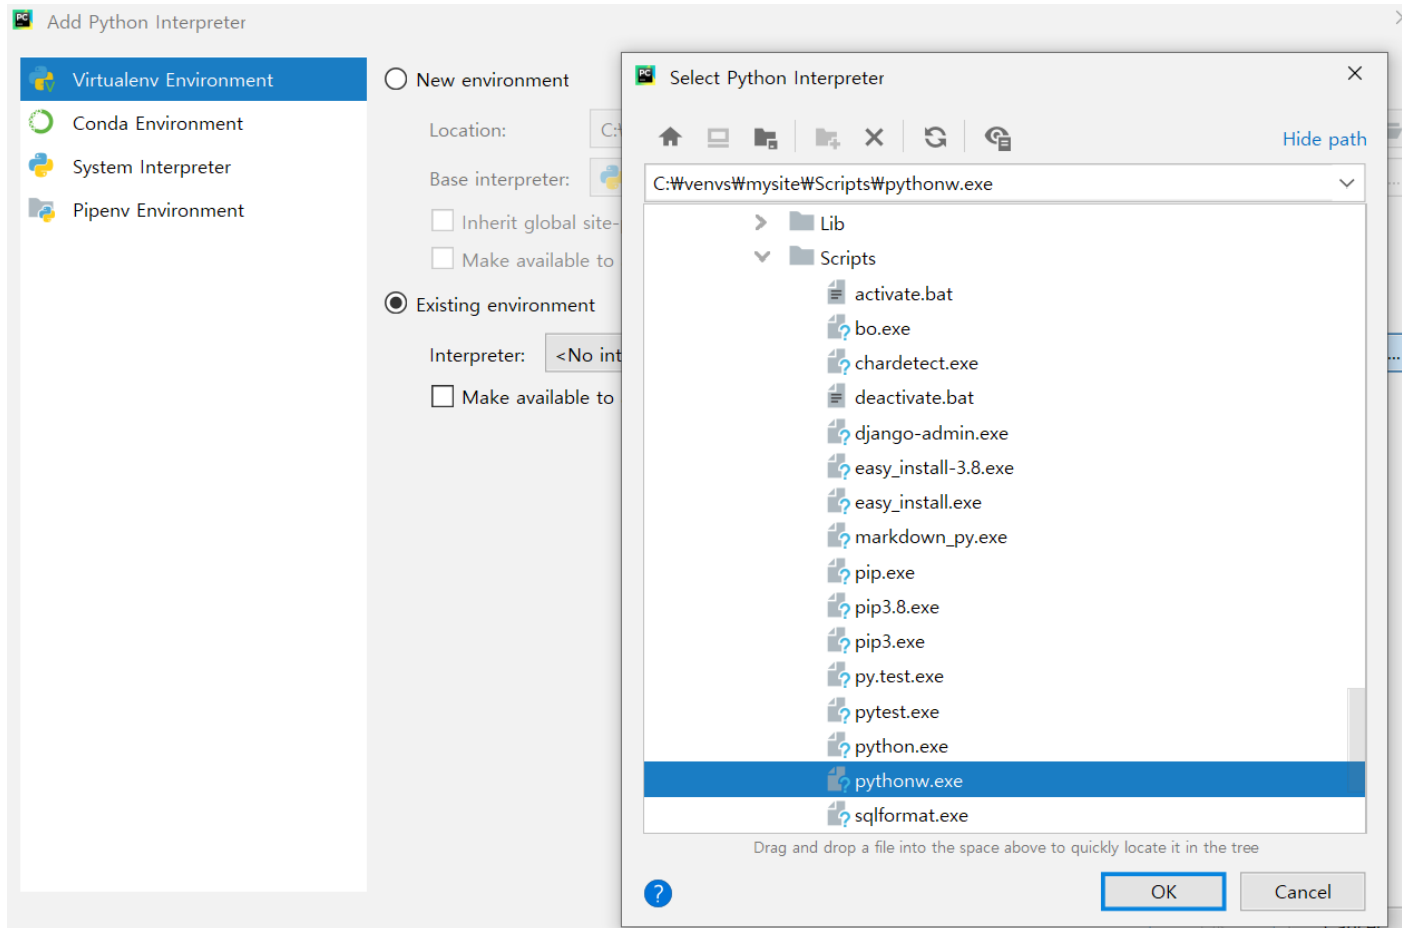 Add Python Interpreter
Virtualenv Environment
Conda Environment
System Interpreter
Pipenv Environment
New environment
Location:
Base interpreter:
Inherit global site-
Make available to
Existing environment
Interpreter: <No int
Make available to
Select Python Interpreter
Hide path
C:₩venvs₩mysite₩Scripts₩pythonw.exe
Lib
Scripts
activate.bat
bo.exe
chardetect.exe
deactivate.bat
django-admin.exe
easy_install-3.8.exe
easy_install.exe
markdown_py.exe
pip.exe
pip3.8.exe
pip3.exe
py.test.exe
pytest.exe
python.exe
pythonw.exe
sqlformat.exe
Drag and drop a file into the space above to quickly locate it in the tree
OK
Cancel